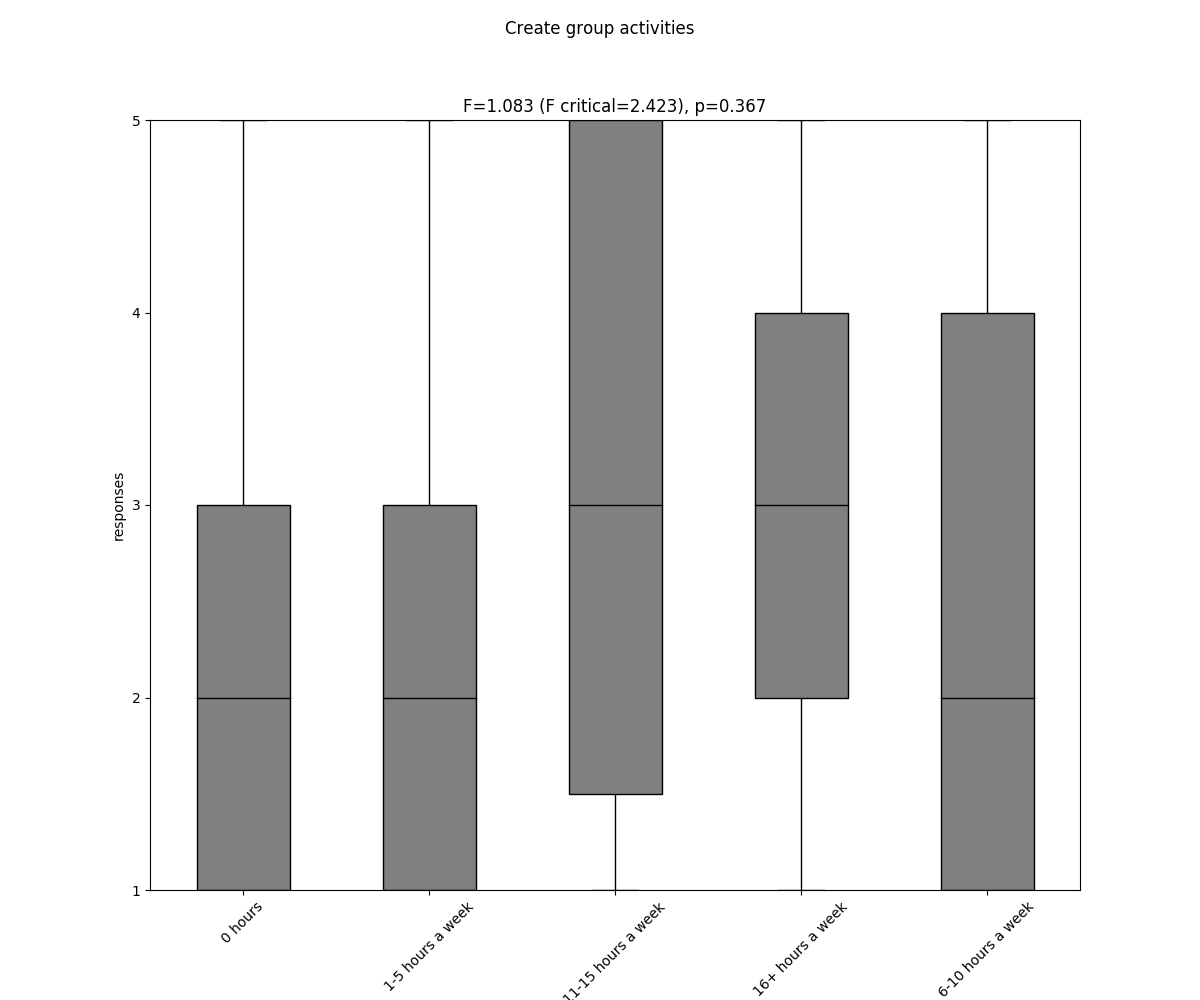 Create group activities
F=1.083 (F critical=2.423), p=0.367
5
4
3
2
1
responses
0 hours
1-5 hours a week
11-15 hours a week
16+ hours a week
6-10 hours a week